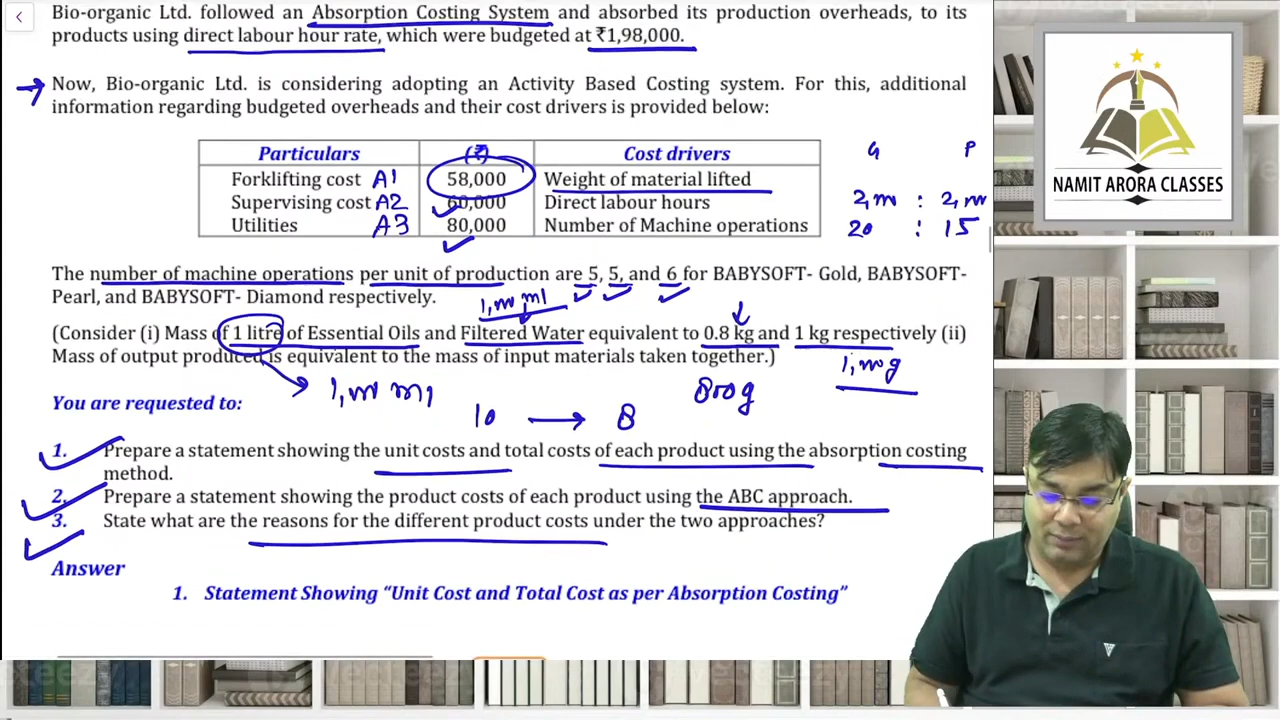 Bio-organic Ltd. followed an Absorption Costing System and absorbed its production overheads, to its
products using direct labour hour rate, which were budgeted at ₹1,98,000.
Now, Bio-organic Ltd. is considering adopting an Activity Based Costing system. For this, additional
information regarding budgeted overheads and their cost drivers is provided below:
Particulars (₹) Cost drivers
Forklifting cost A1 58,000 Weight of material lifted
Supervising cost A2 60,000 Direct labour hours
Utilities A3 80,000 Number of Machine operations
G P
20 : 15
The number of machine operations per unit of production are 5, 5, and 6 for BABYSOFT- Gold, BABYSOFT-
Pearl, and BABYSOFT- Diamond respectively.
(Consider (i) Mass of 1 litre of Essential Oils and Filtered Water equivalent to 0.8 kg and 1 kg respectively (ii)
Mass of output produced is equivalent to the mass of input materials taken together.)
800g
10 → 8
You are requested to:
1. Prepare a statement showing the unit costs and total costs of each product using the absorption costing
method.
2. Prepare a statement showing the product costs of each product using the ABC approach.
3. State what are the reasons for the different product costs under the two approaches?
Answer
1. Statement Showing “Unit Cost and Total Cost as per Absorption Costing”
NAMIT ARORA CLASSES